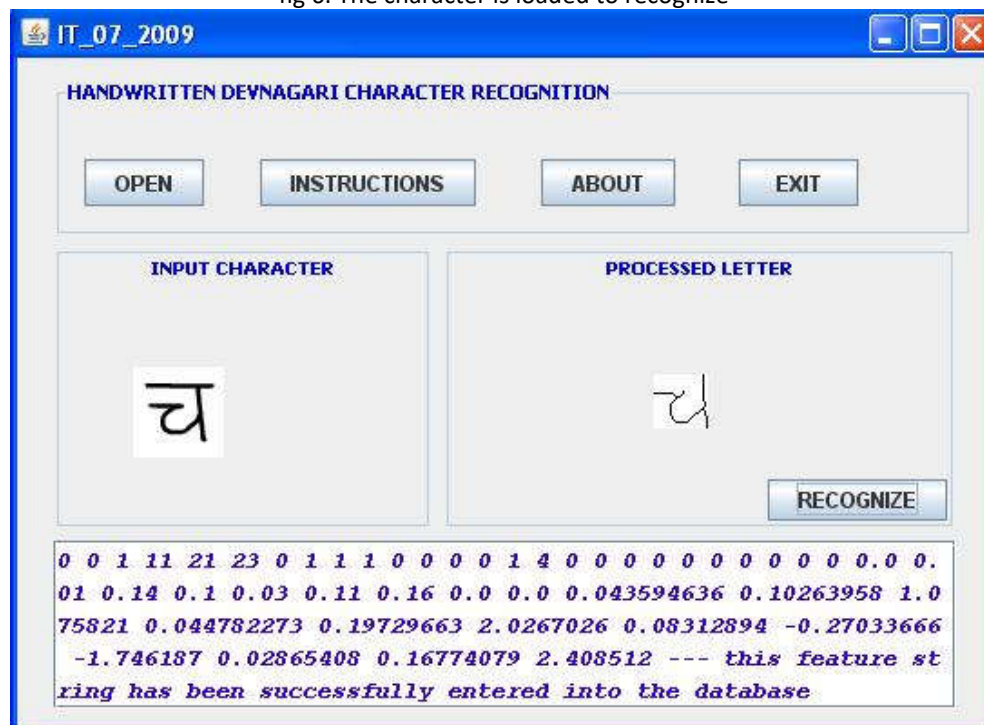 fig 6: The character is loaded to recognize
IT_07_2009
HANDWRITTEN DEVNAGARI CHARACTER RECOGNITION
OPEN INSTRUCTIONS ABOUT EXIT
INPUT CHARACTER PROCESSED LETTER
च च
RECOGNIZE
0 0 1 11 21 23 0 1 1 1 0 0 0 0 1 4 0 0 0 0 0 0 0 0 0 0 0 0.0 0.
01 0.14 0.1 0.03 0.11 0.16 0.0 0.0 0.043594636 0.10263958 1.0
75821 0.044782273 0.19729663 2.0267026 0.08312894 -0.27033666
-1.746187 0.02865408 0.16774079 2.408512 --- this feature st
ring has been successfully entered into the database